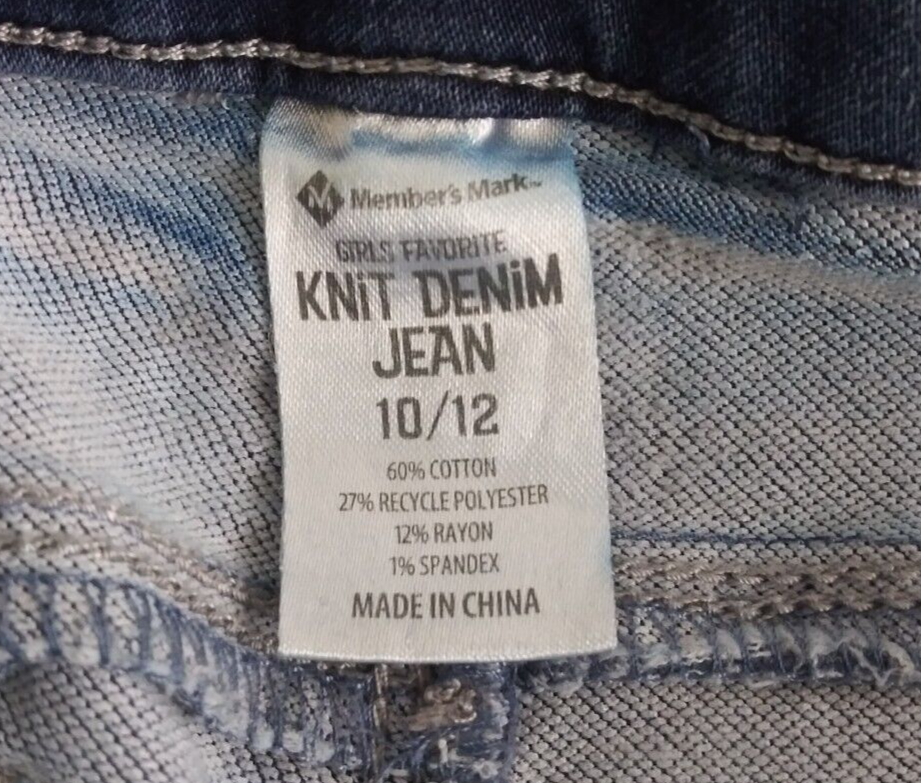 M Member's Mark™
GIRLS FAVORITE
KNiT DENiM
JEAN
10/12
60% COTTON
27% RECYCLE POLYESTER
12% RAYON
1% SPANDEX
MADE IN CHINA